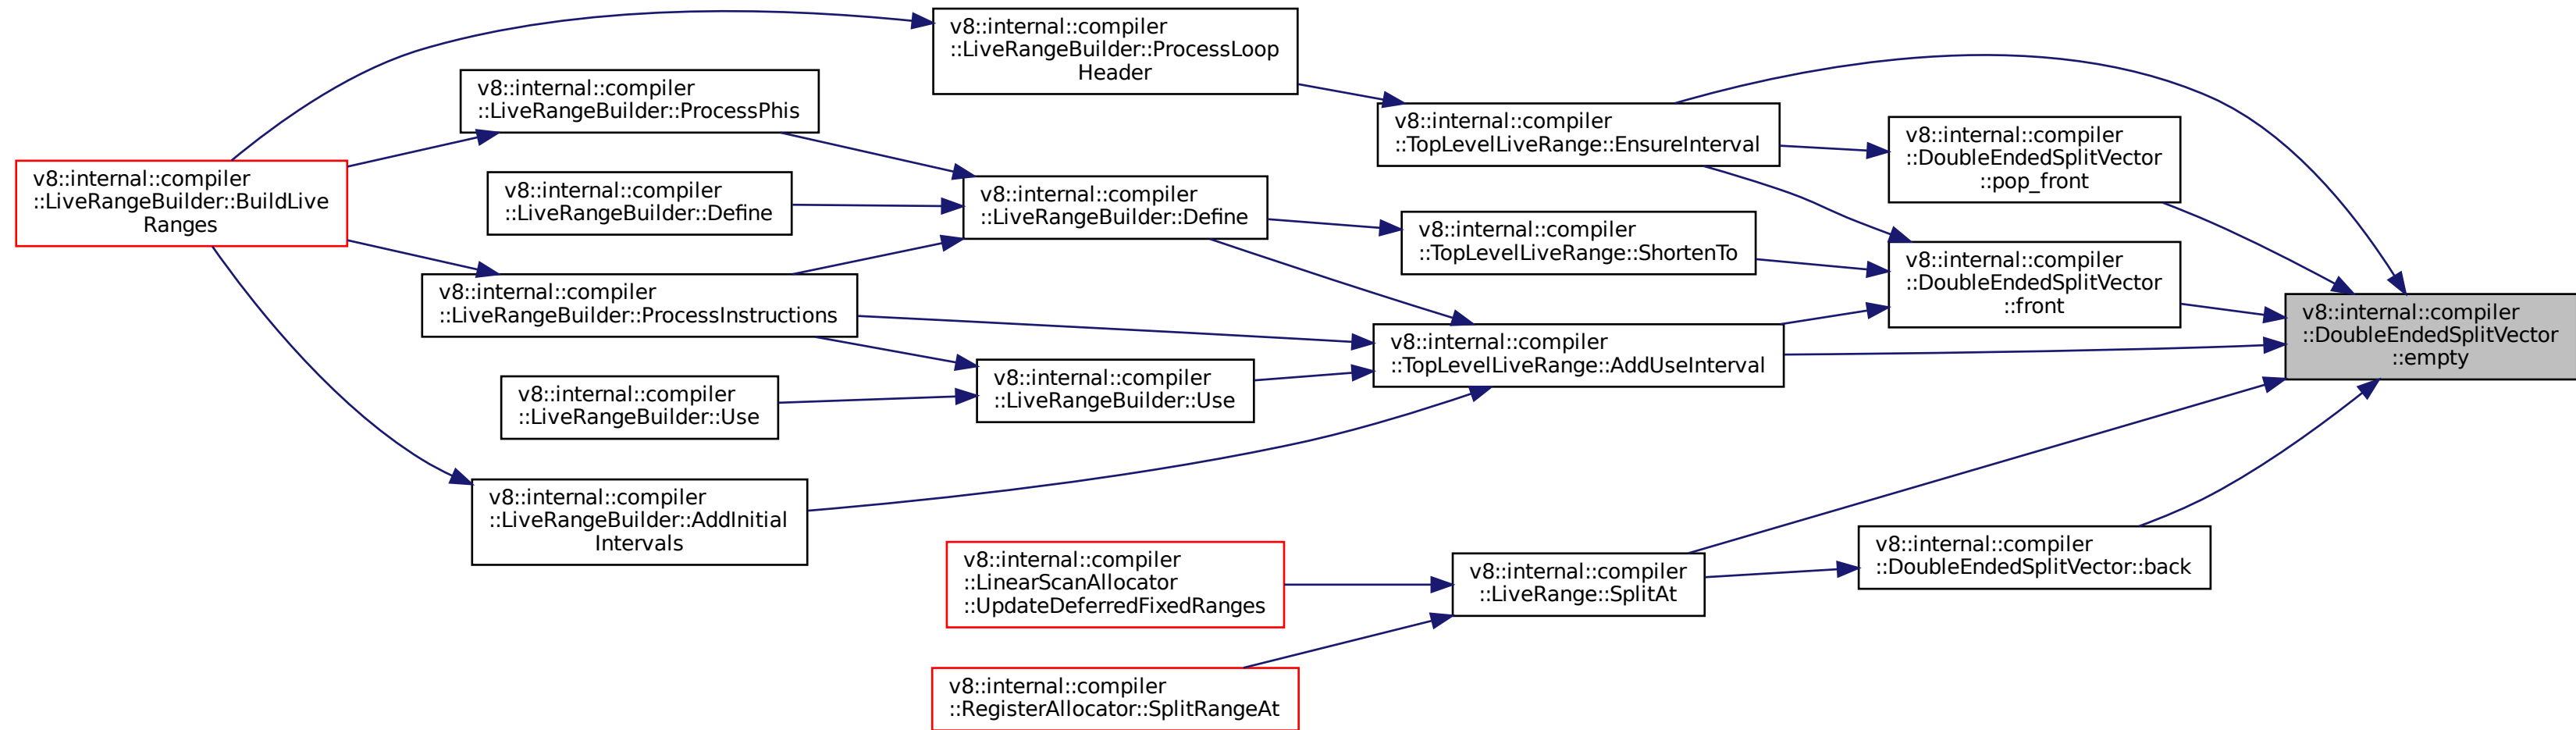 v8::internal::compiler
::LiveRangeBuilder::ProcessLoop
Header
v8::internal::compiler
::LiveRangeBuilder::ProcessPhis
v8::internal::compiler
::TopLevelLiveRange::EnsureInterval
v8::internal::compiler
::DoubleEndedSplitVector
::pop_front
v8::internal::compiler
::LiveRangeBuilder::BuildLive
Ranges
v8::internal::compiler
::LiveRangeBuilder::Define
v8::internal::compiler
::LiveRangeBuilder::Define
v8::internal::compiler
::TopLevelLiveRange::ShortenTo
v8::internal::compiler
::DoubleEndedSplitVector
::front
v8::internal::compiler
::LiveRangeBuilder::ProcessInstructions
v8::internal::compiler
::DoubleEndedSplitVector
::empty
v8::internal::compiler
::TopLevelLiveRange::AddUseInterval
v8::internal::compiler
::LiveRangeBuilder::Use
v8::internal::compiler
::LiveRangeBuilder::Use
v8::internal::compiler
::LiveRangeBuilder::AddInitial
Intervals
v8::internal::compiler
::DoubleEndedSplitVector::back
v8::internal::compiler
::LinearScanAllocator
::UpdateDeferredFixedRanges
v8::internal::compiler
::LiveRange::SplitAt
v8::internal::compiler
::RegisterAllocator::SplitRangeAt